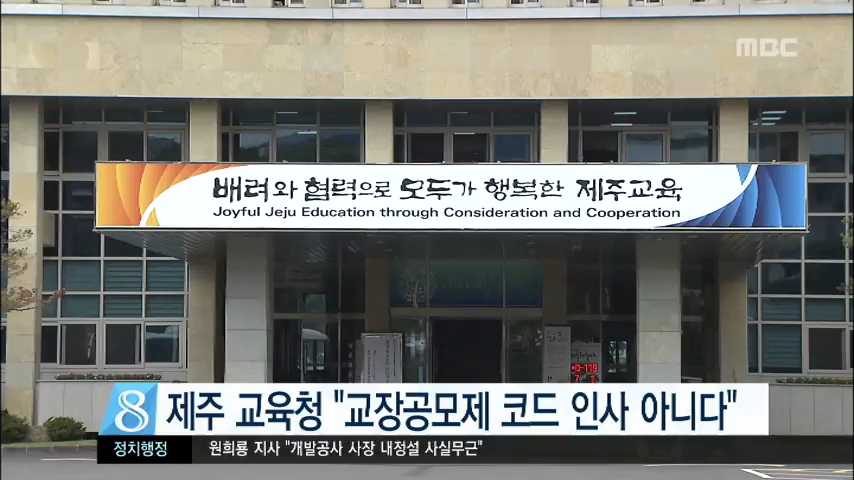 MBC
배려와 협력으로 모두가 행복한 제주교육
Joyful Jeju Education through Consideration and Cooperation
D-119
8 제주 교육청 "교장공모제 코드 인사 아니다"
정치행정 원희룡 지사 "개발공사 사장 내정설 사실무근"